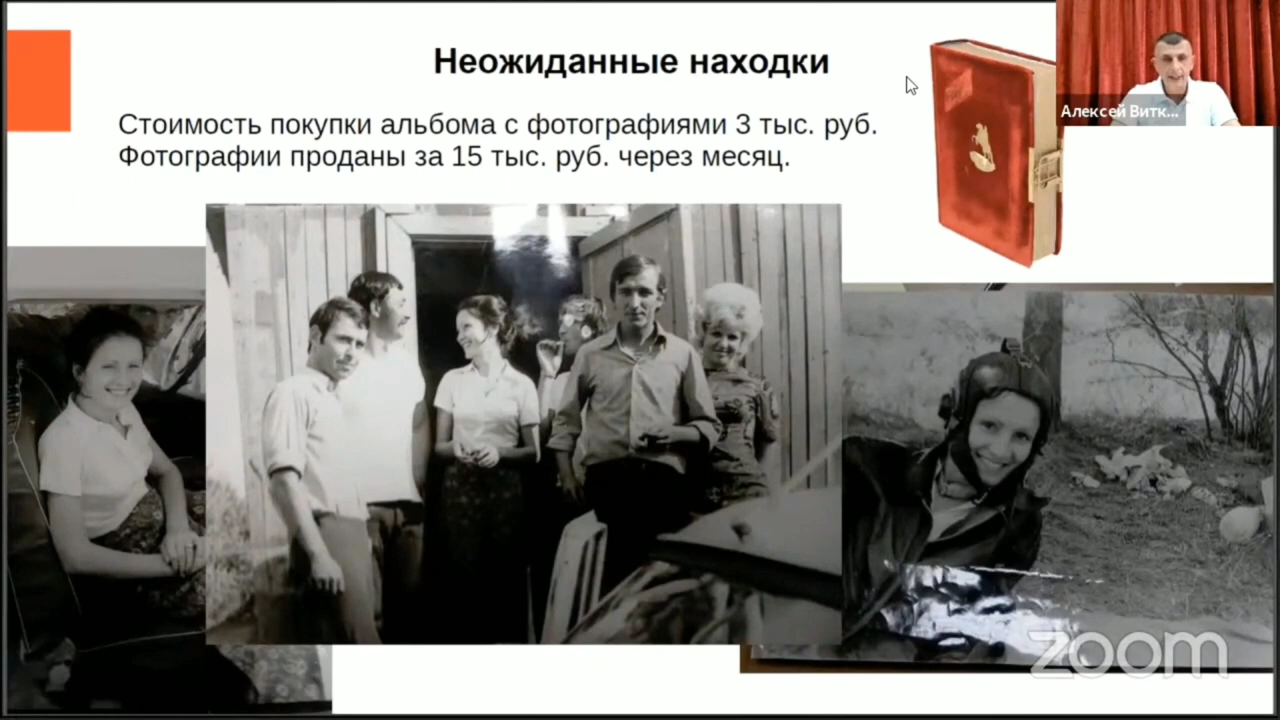 Неожиданные находки
Стоимость покупки альбома с фотографиями 3 тыс. руб.
Фотографии проданы за 15 тыс. руб. через месяц.
Алексей Витк...
zoom